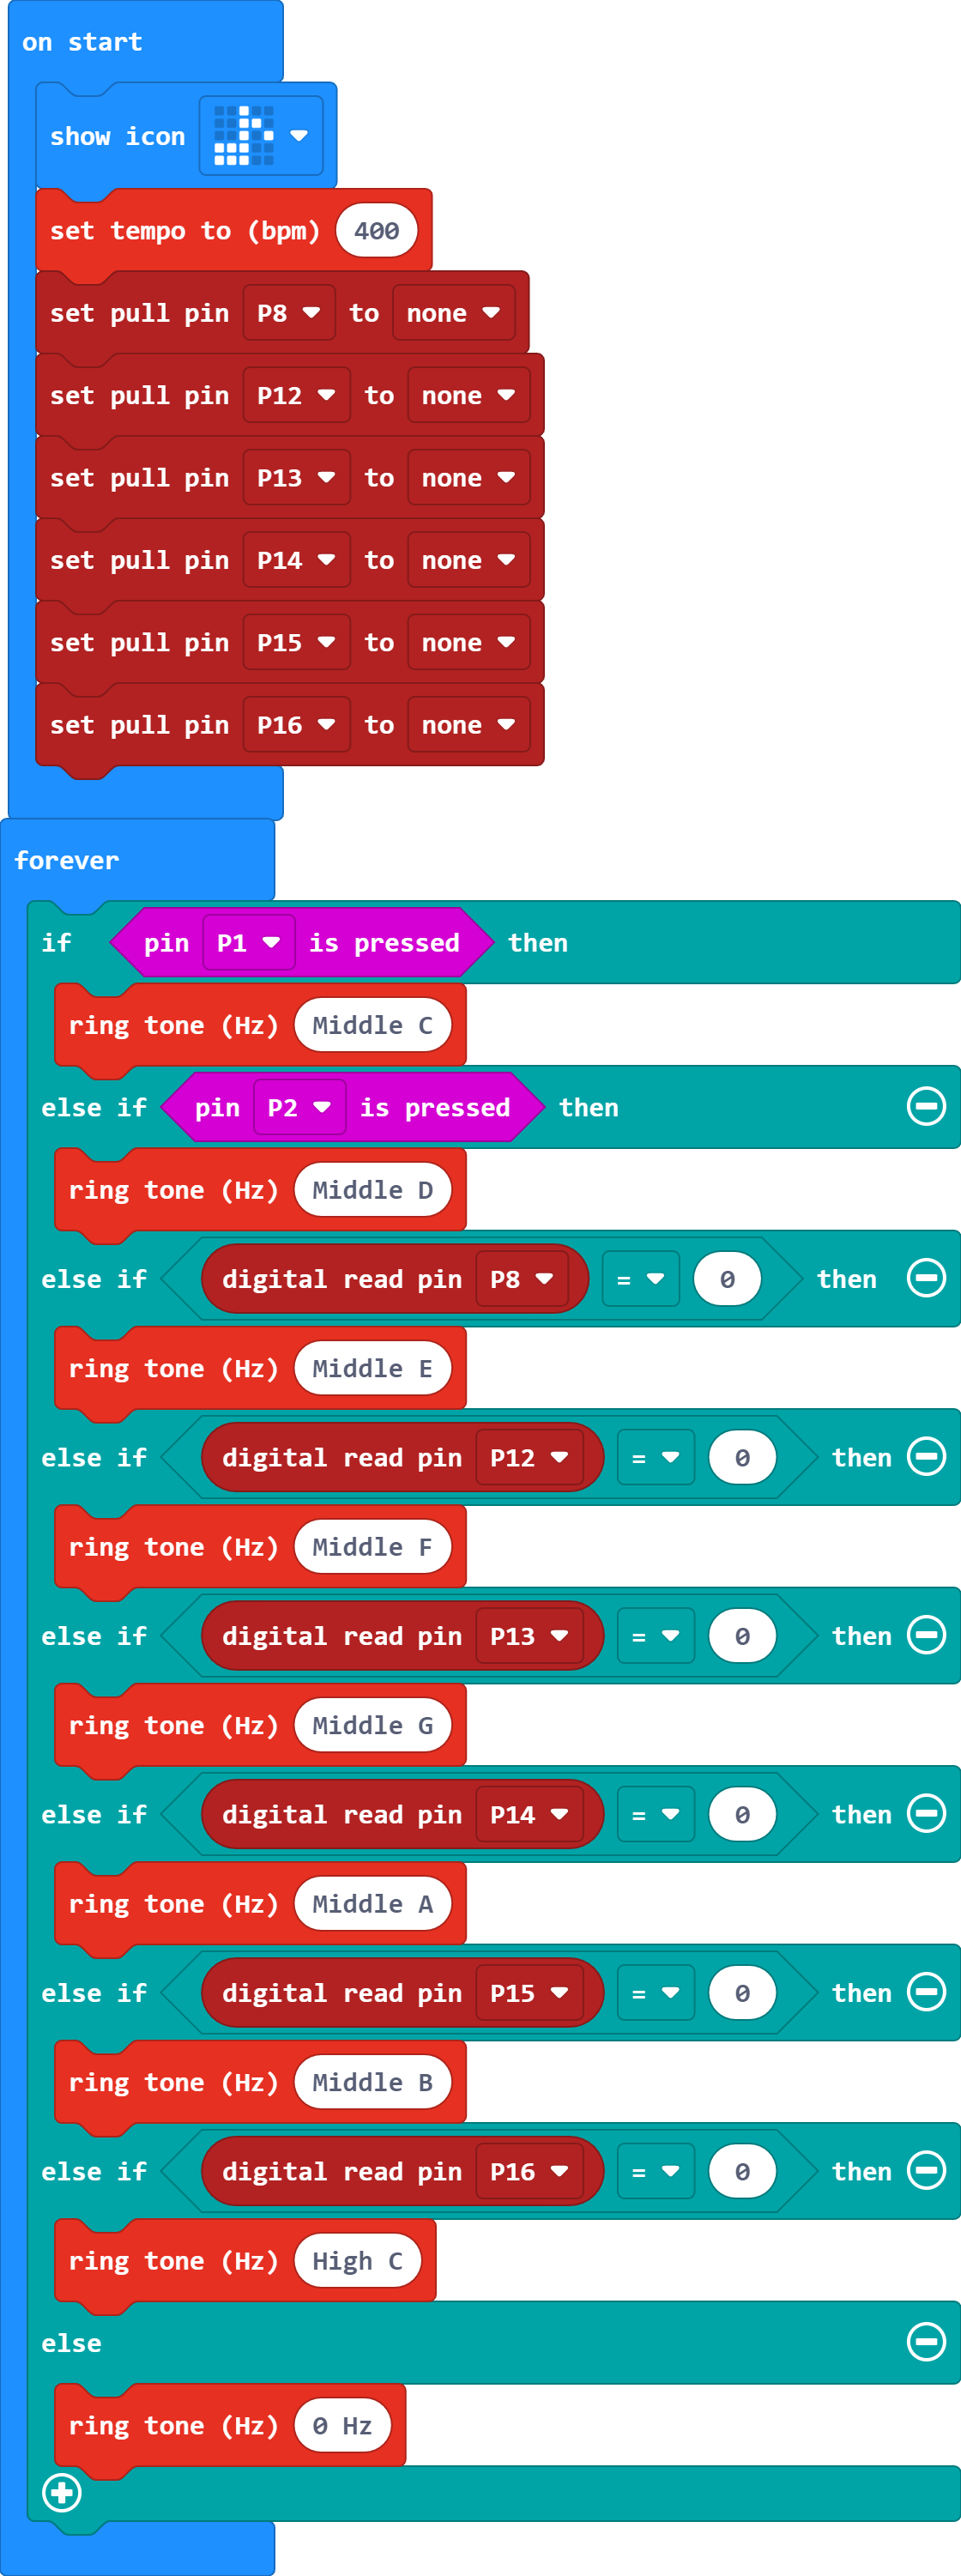 on start
show icon
set tempo to (bpm) 400
set pull pin P8 to none
set pull pin P12 to none
set pull pin P13 to none
set pull pin P14 to none
set pull pin P15 to none
set pull pin P16 to none
forever
if pin P1 is pressed then
ring tone (Hz) Middle C
else if pin P2 is pressed then
ring tone (Hz) Middle D
else if digital read pin P8 = 0 then
ring tone (Hz) Middle E
else if digital read pin P12 = 0 then
ring tone (Hz) Middle F
else if digital read pin P13 = 0 then
ring tone (Hz) Middle G
else if digital read pin P14 = 0 then
ring tone (Hz) Middle A
else if digital read pin P15 = 0 then
ring tone (Hz) Middle B
else if digital read pin P16 = 0 then
ring tone (Hz) High C
else
ring tone (Hz) 0 Hz